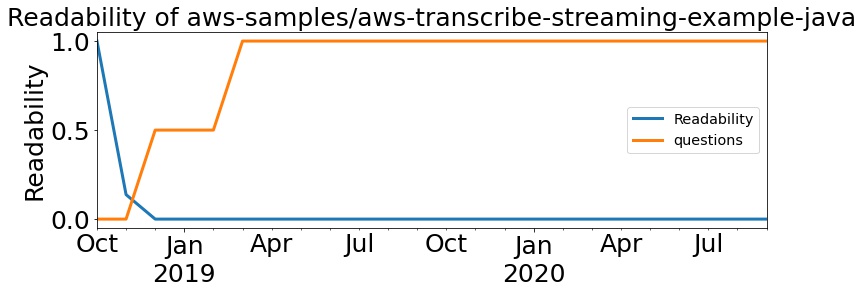 Readability of aws-samples/aws-transcribe-streaming-example-java
Readability
1.0
0.5
0.0
Readability
questions
Oct Jan Apr Jul Oct Jan Apr Jul
2019 2020